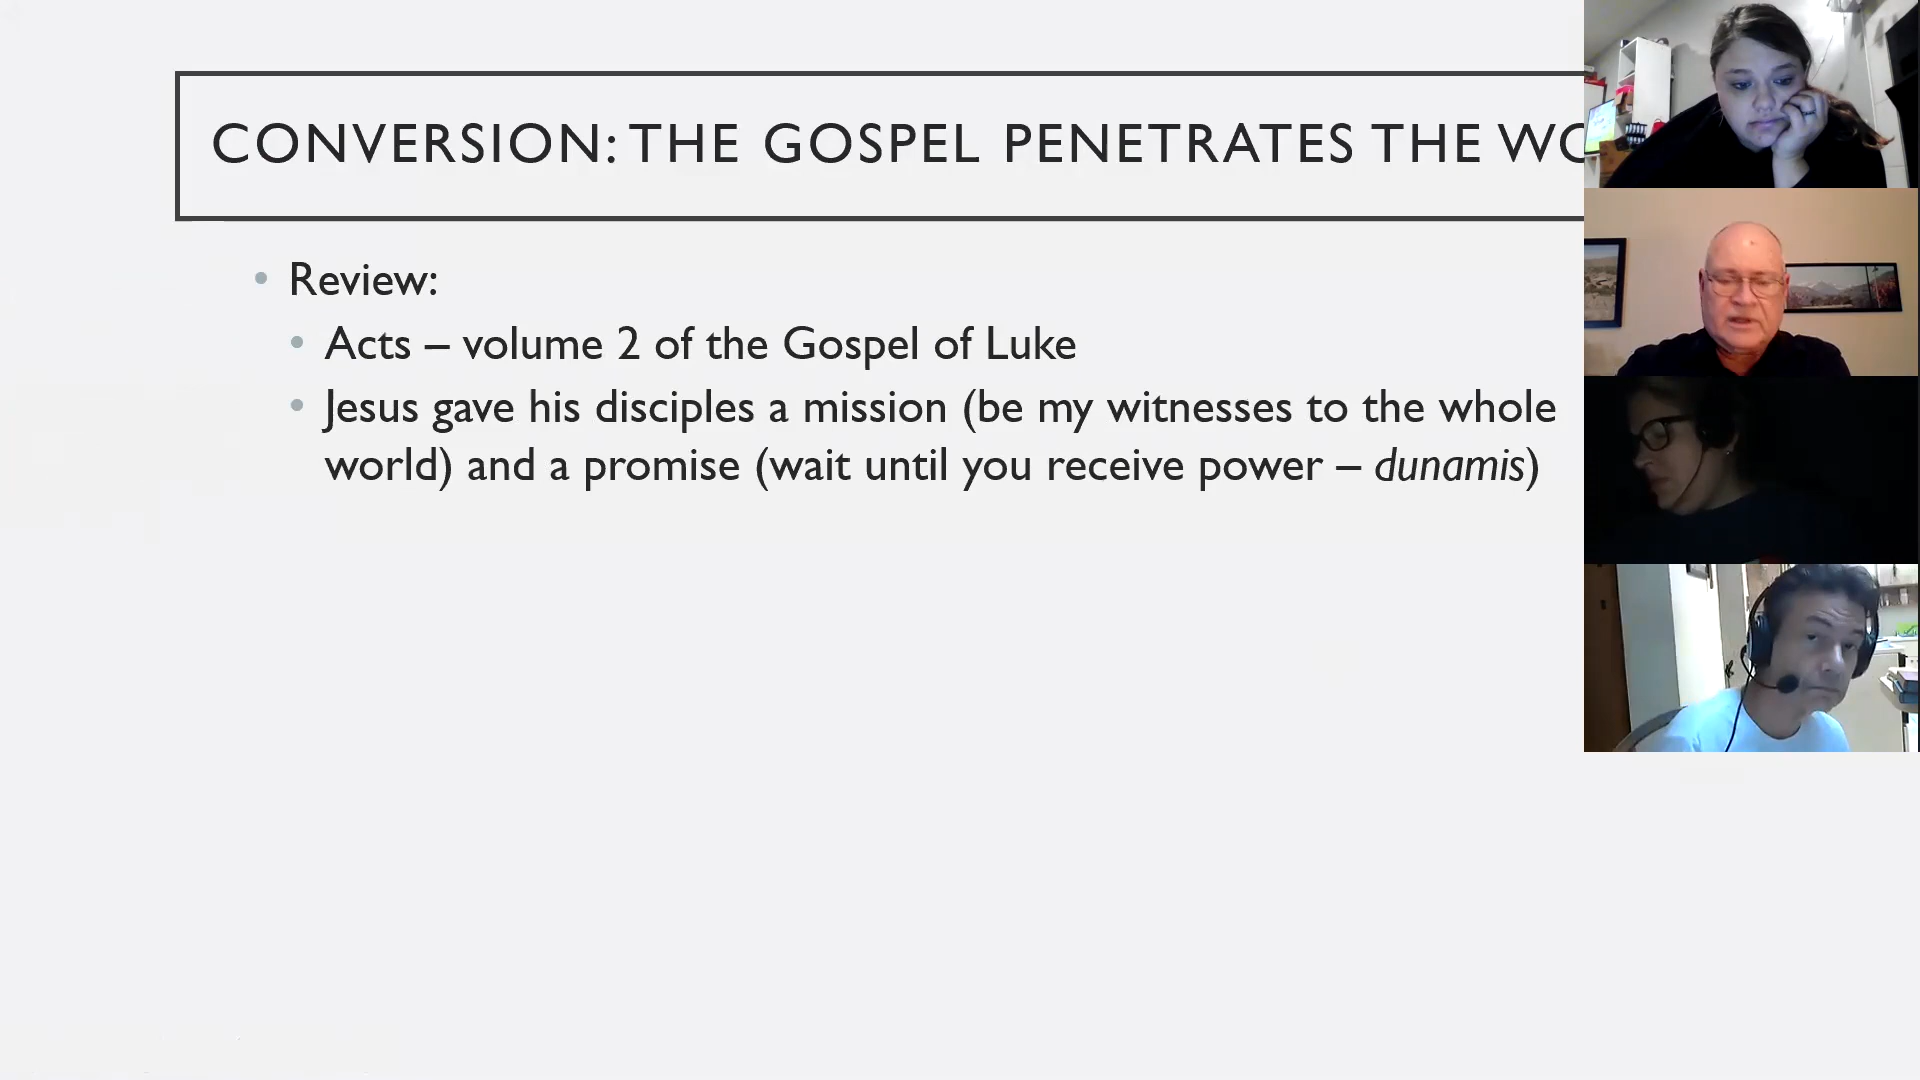 CONVERSION: THE GOSPEL PENETRATES THE
Review:
Acts – volume 2 of the Gospel of Luke
Jesus gave his disciples a mission (be my witnesses to the whole
world) and a promise (wait until you receive power – dunamis)